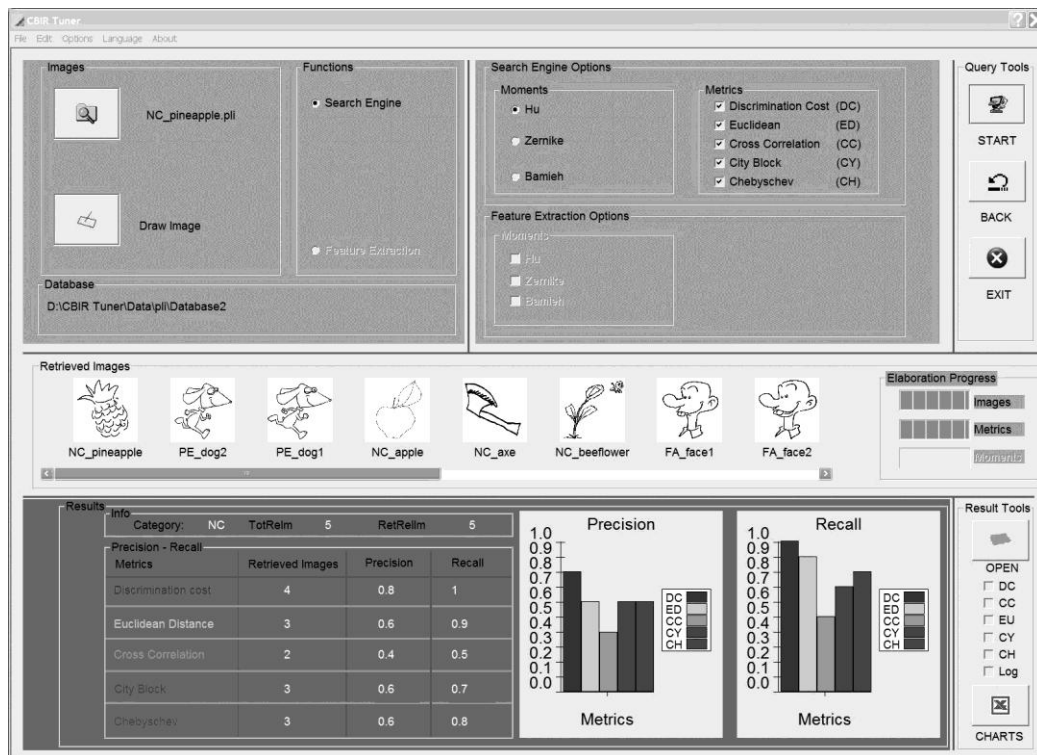 CBIR Tuner
File Edit Options Language About
Images
NC_pineapple.pli
Draw Image
Functions
Search Engine
Feature Extraction
Database
D:\CBIR Tuner\Data\pli\Database2
Search Engine Options
Moments
Hu
Zernike
Bamieh
Metrics
Discrimination Cost (DC)
Euclidean (ED)
Cross Correlation (CC)
City Block (CY)
Chebyschev (CH)
Feature Extraction Options
Moments
Hu
Zernike
Bamieh
Query Tools
START
BACK
EXIT
Retrieved Images
NC_pineapple PE_dog2 PE_dog1 NC_apple NC_axe NC_beeflower FA_face1 FA_face2
Elaboration Progress
Images
Metrics
Moments
Results
Info
Category: NC TotRelm 5 RetRelIm 5
Precision - Recall
Metrics Retrieved Images Precision Recall
Discrimination cost 4 0.8 1
Euclidean Distance 3 0.6 0.9
Cross Correlation 2 0.4 0.5
City Block 3 0.6 0.7
Chebyschev 3 0.6 0.8
Precision
1.0
0.9
0.8
0.7
0.6
0.5
0.4
0.3
0.2
0.1
0.0
DC
ED
CC
CY
CH
Metrics
Recall
1.0
0.9
0.8
0.7
0.6
0.5
0.4
0.3
0.2
0.1
0.0
DC
ED
CC
CY
CH
Metrics
Result Tools
OPEN
DC
CC
EU
CY
CH
Log
CHARTS